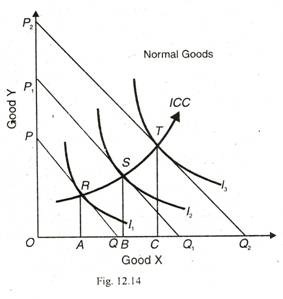 P2
Normal Goods
P1
ICC
Good Y
P
T
S
R
I3
I2
I1
O
A
Q
B
C
Q1
Q2
Good X
Fig. 12.14